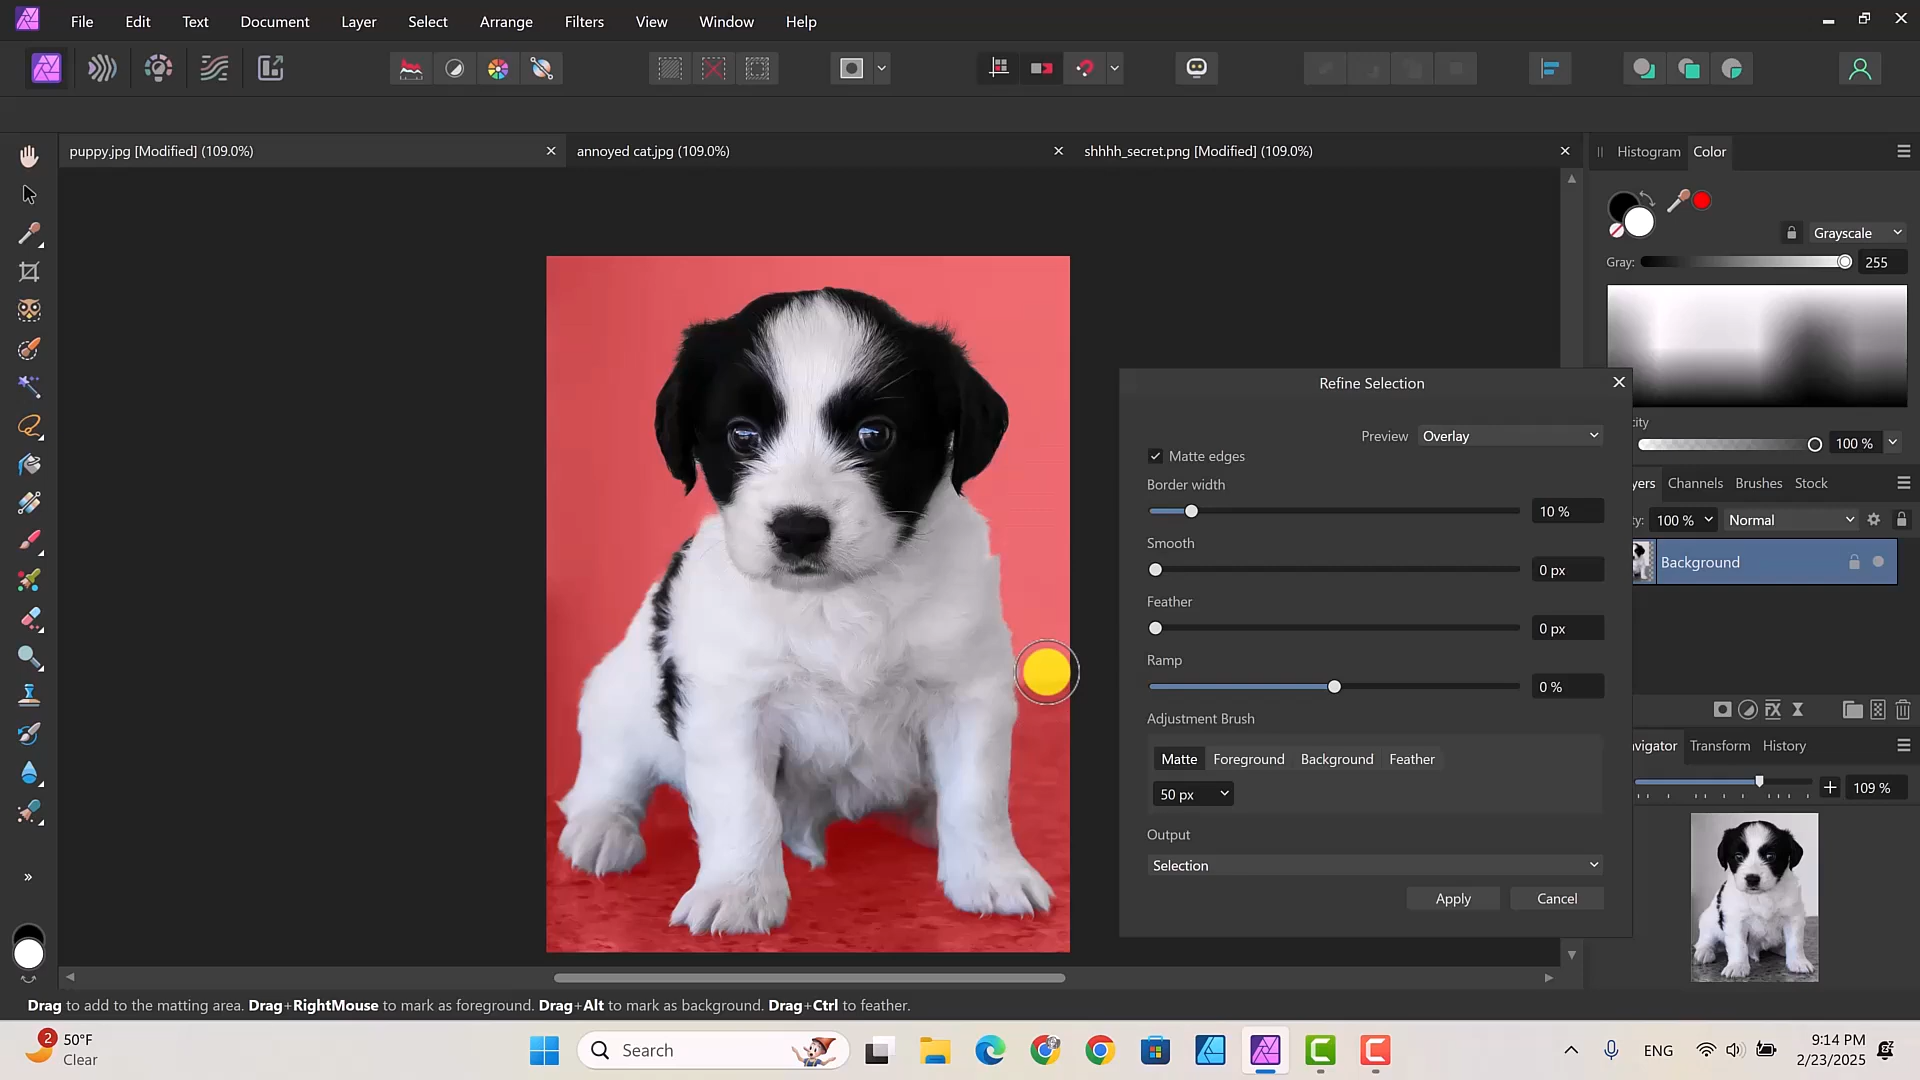 File Edit Text Document Layer Select Arrange Filters View Window Help
puppy.jpg [Modified] (109.0%) annoyed cat.jpg (109.0%) shhhh_secret.png [Modified] (109.0%)
Histogram Color
Grayscale
Gray: 255
Refine Selection
Preview Overlay
100 %
Matte edges
Border width
10 %
Channels Brushes Stock
100 % Normal
Smooth
0 px
Background
Feather
0 px
Ramp
0 %
Adjustment Brush
Transform History
Matte Foreground Background Feather
50 px
109 %
Output
Selection
Apply Cancel
Drag to add to the matting area. Drag+RightMouse to mark as foreground. Drag+Alt to mark as background. Drag+Ctrl to feather.
2
50°F
Clear
Search
ENG
9:14 PM
2/23/2025